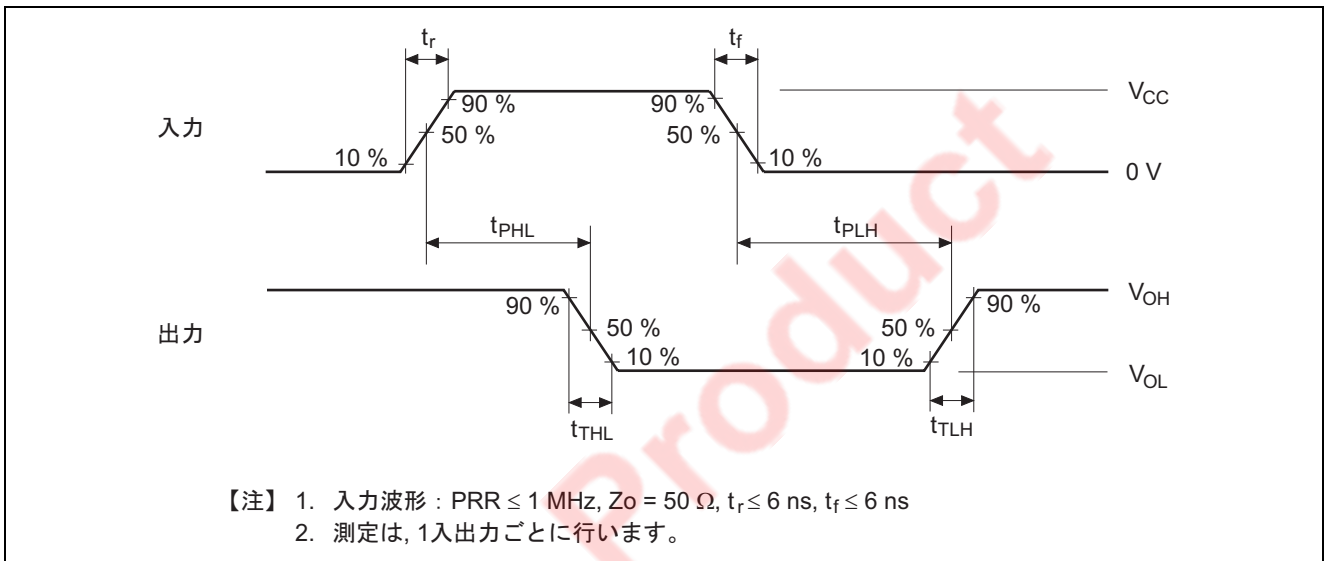 tr tf
90 % 90 % VCC
入力 50 % 50 %
10 % 10 % 0 V
tPHL tPLH
90 % 90 % VOH
出力 50 % 50 %
10 % 10 % VOL
tTHL tTLH
Product
【注】 1. 入力波形：PRR ≤ 1 MHz, Zo = 50 Ω, tr ≤ 6 ns, tf ≤ 6 ns
2. 測定は, 1入出力ごとに行います。